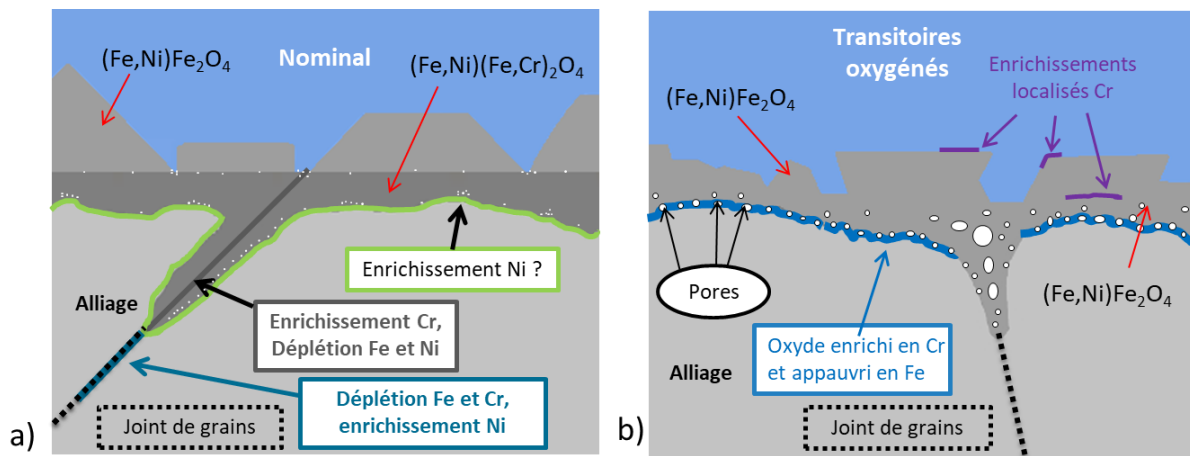 (Fe,Ni)Fe₂O₄
Nominal
(Fe,Ni)(Fe,Cr)₂O₄
Enrichissement Ni ?
Alliage
Enrichissement Cr,
Déplétion Fe et Ni
Déplétion Fe et Cr,
enrichissement Ni
Joint de grains
a)
Transitoires
oxygénés
Enrichissements
localisés Cr
(Fe,Ni)Fe₂O₄
Pores
(Fe,Ni)Fe₂O₄
Oxyde enrichi en Cr
et appauvri en Fe
Alliage
Joint de grains
b)